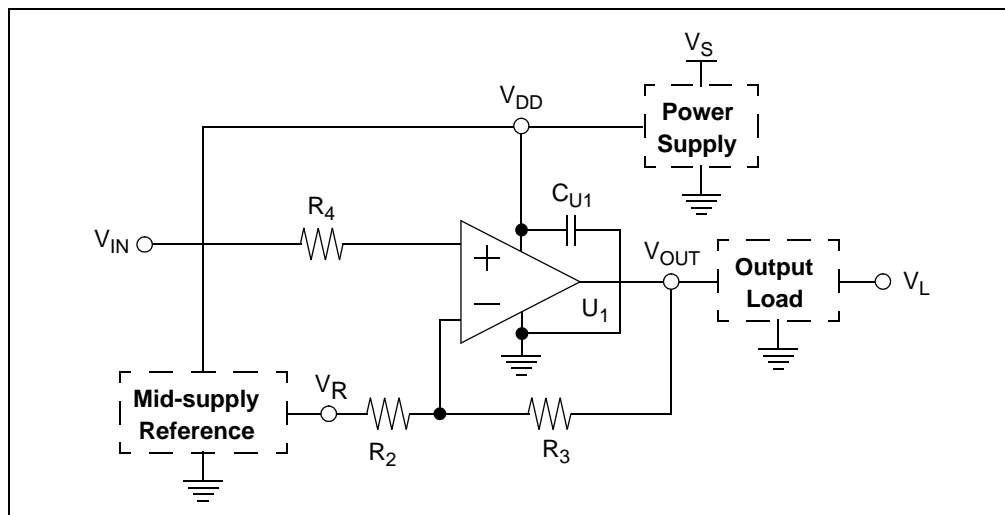 V_S
V_DD
Power
Supply
C_U1
R_4
V_IN
V_OUT
Output
Load
V_L
+
−
U_1
Mid-supply
Reference
V_R
R_2
R_3